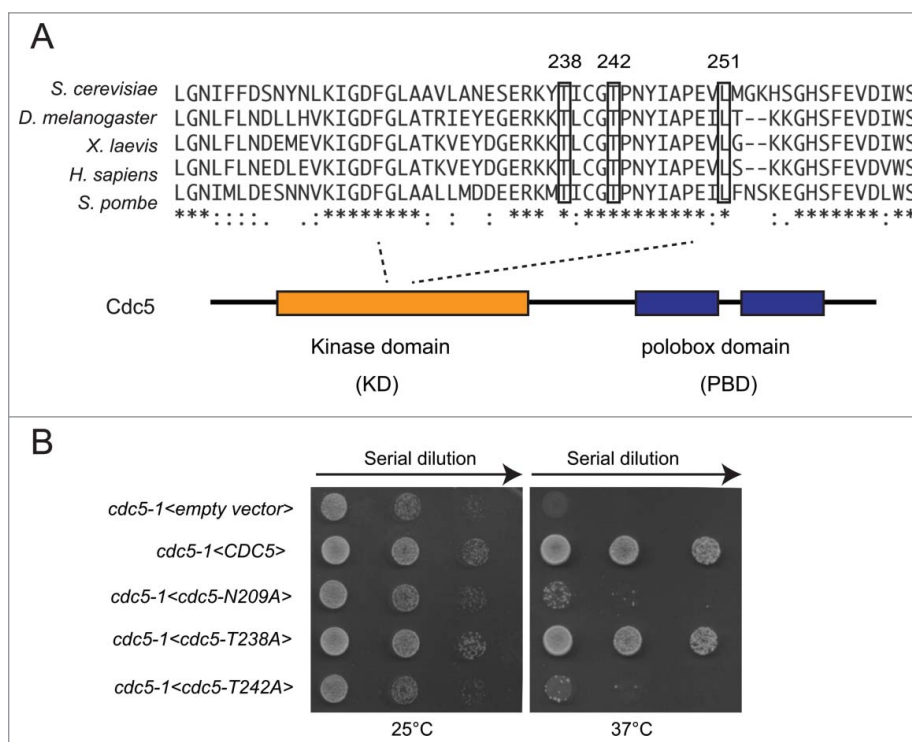 A
238 242 251
S. cerevisiae LGNIFFDSNYNLKIGDFGLAAVLANESERKYTICGTPNYIAPEVLMGKHSGHSFEVDIWS
D. melanogaster LGNLFLNDLLHVKIGDFGLATRIEYEGERKKTLCGTPNYIAPEILT--KKGHSFEVDIWS
X. laevis LGNLFLNDEMEVKIGDFGLATKVEYDGERKKTLCGTPNYIAPEVLG--KKGHSFEVDIWS
H. sapiens LGNLFLNEDLEVKIGDFGLATKVEYDGERKKTLCGTPNYIAPEVLS--KKGHSFEVDVWS
S. pombe LGNIMLDESNNVKIGDFGLAALLMDDEERKMTICGTPNYIAPEILFNSKEGHSFEVDLWS
***:::::. .:********: : : *** *:***********:* :.********:**
Cdc5
Kinase domain polobox domain
(KD) (PBD)
B
Serial dilution Serial dilution
cdc5-1<empty vector>
cdc5-1<CDC5>
cdc5-1<cdc5-N209A>
cdc5-1<cdc5-T238A>
cdc5-1<cdc5-T242A>
25°C 37°C